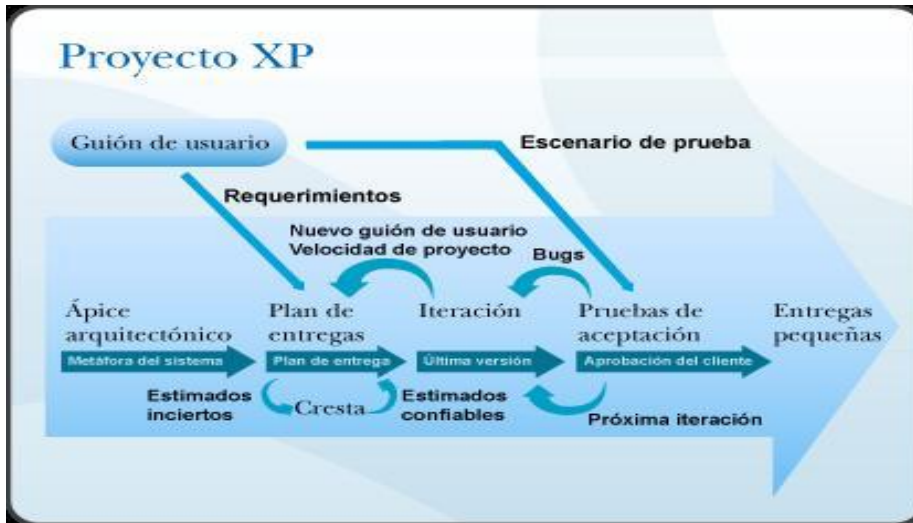 Proyecto XP
Guión de usuario
Escenario de prueba
Requerimientos
Nuevo guión de usuario
Velocidad de proyecto
Bugs
Ápice
arquitectónico
Plan de
entregas
Iteración
Pruebas de
aceptación
Entregas
pequeñas
Metáfora del sistema
Plan de entrega
Última versión
Aprobación del cliente
Estimados
inciertos
Cresta
Estimados
confiables
Próxima iteración